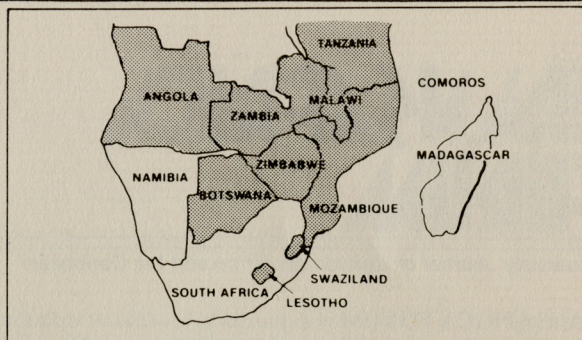 TANZANIA
COMOROS
ANGOLA
MALAWI
ZAMBIA
MADAGASCAR
ZIMBABWE
NAMIBIA
BOTSWANA
MOZAMBIQUE
SWAZILAND
SOUTH AFRICA
LESOTHO